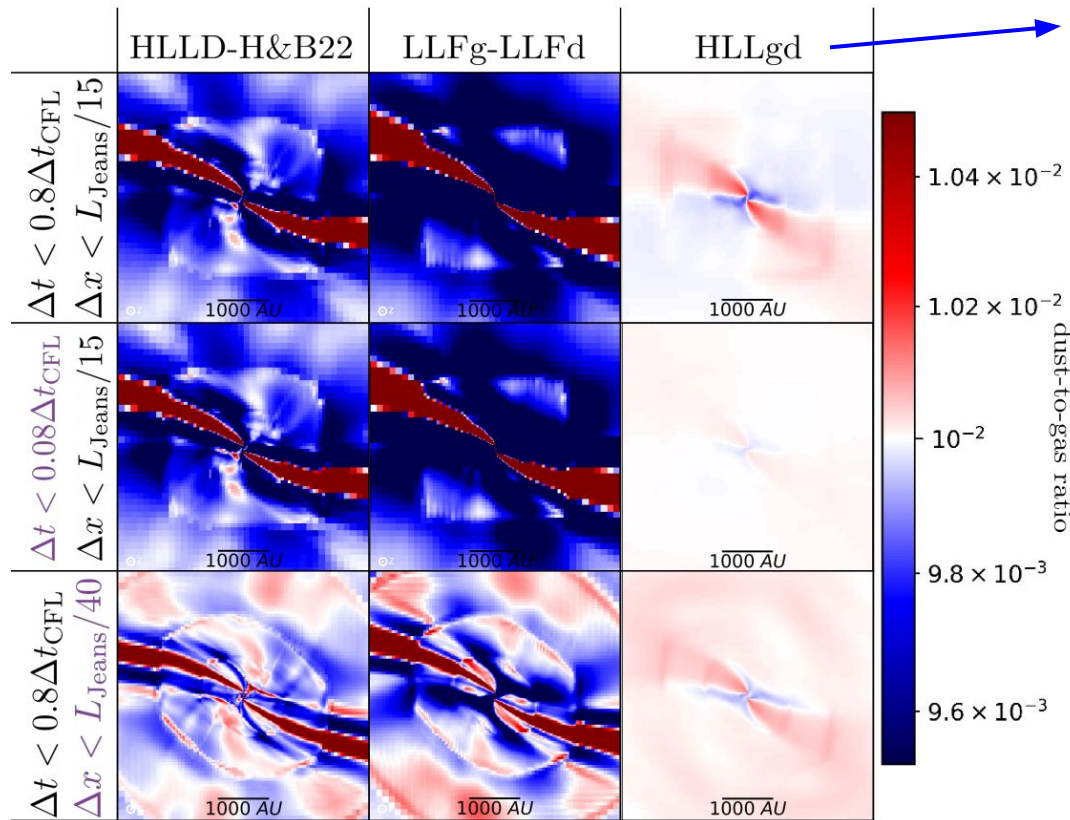 HLLD-H&B22 LLFg-LLFd HLLgd
Δt < 0.8Δt_CFL
Δx < L_Jeans/15
1000 AU 1000 AU 1000 AU
⊙z
Δt < 0.08Δt_CFL
Δx < L_Jeans/15
1000 AU 1000 AU 1000 AU
⊙z
Δt < 0.8Δt_CFL
Δx < L_Jeans/40
1000 AU 1000 AU 1000 AU
⊙z
1.04 × 10⁻²
1.02 × 10⁻²
10⁻²
9.8 × 10⁻³
9.6 × 10⁻³
dust-to-gas ratio